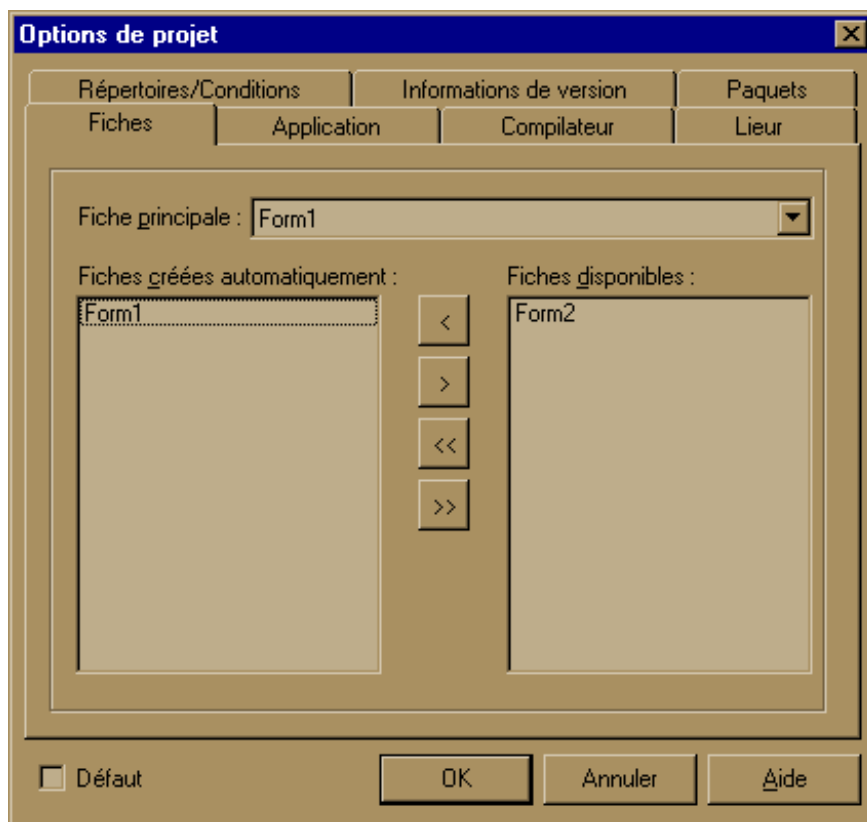 Options de projet
Répertoires/Conditions Informations de version Paquets
Fiches Application Compilateur Lieur
Fiche principale : Form1
Fiches créées automatiquement : Fiches disponibles :
Form1 Form2
<
>
<<
>>
Défaut OK Annuler Aide